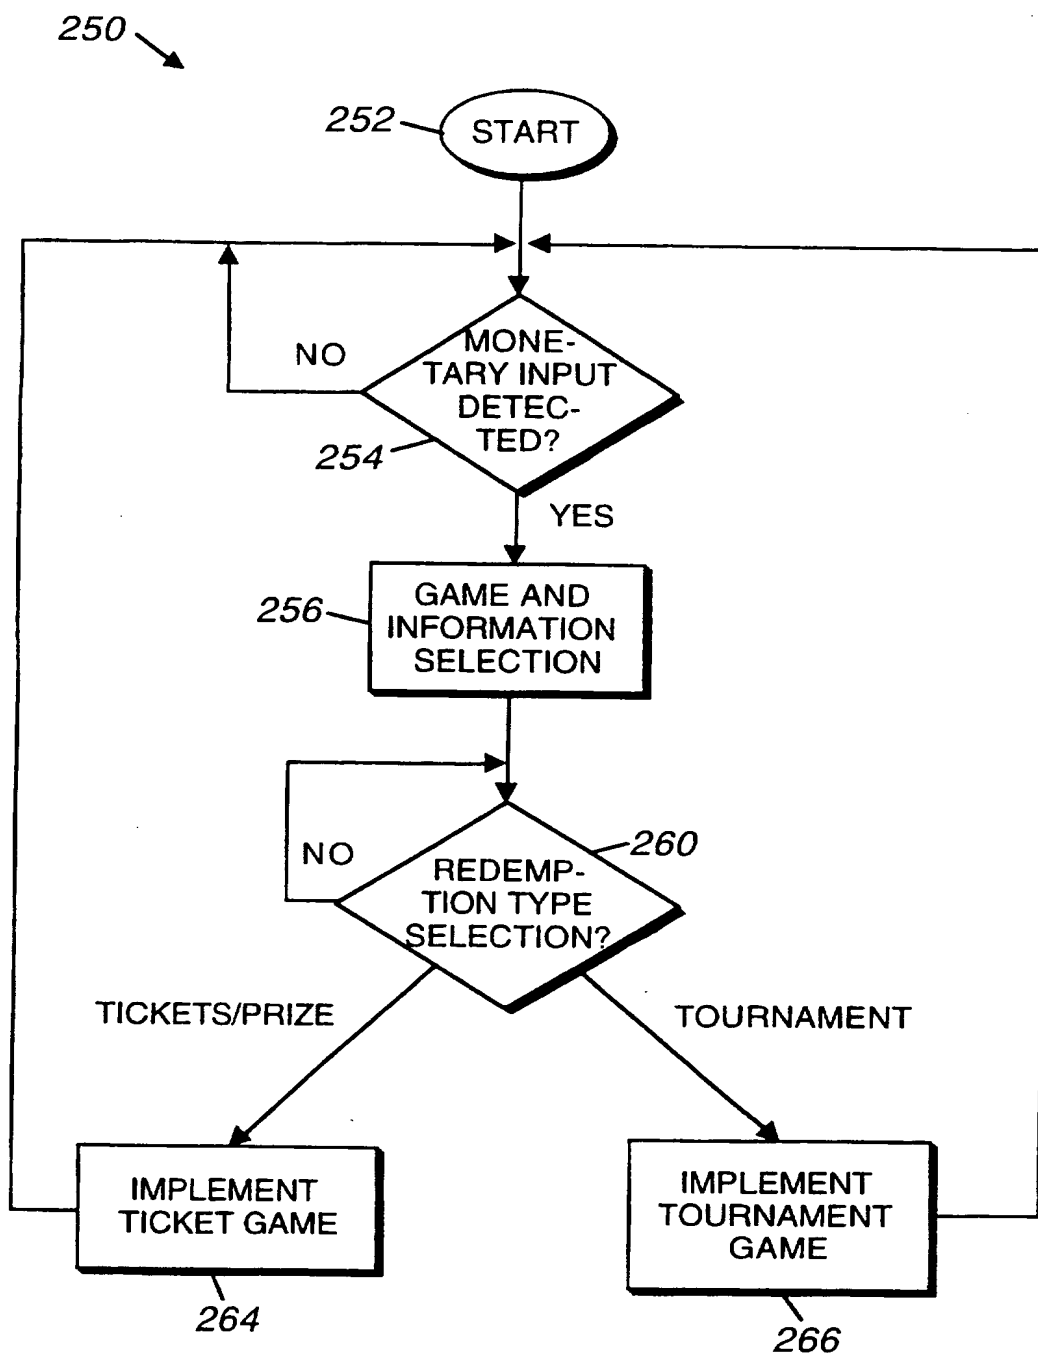 250
252
START
NO
MONE-
TARY INPUT
DETEC-
TED?
254
YES
256
GAME AND
INFORMATION
SELECTION
260
NO
REDEMP-
TION TYPE
SELECTION?
TICKETS/PRIZE
TOURNAMENT
IMPLEMENT
TICKET GAME
IMPLEMENT
TOURNAMENT
GAME
264
266